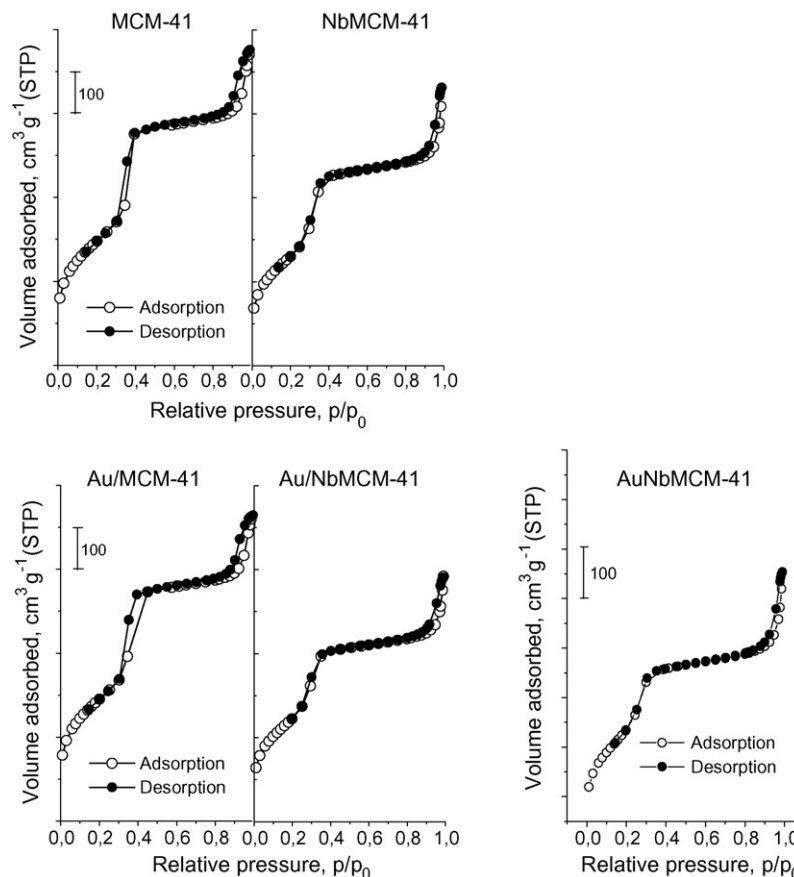 MCM-41
NbMCM-41
Volume adsorbed, cm³ g⁻¹ (STP)
100
Adsorption
Desorption
0,0 0,2 0,4 0,6 0,8 0,0 0,2 0,4 0,6 0,8 1,0
Relative pressure, p/p₀
Au/MCM-41
Au/NbMCM-41
Volume adsorbed, cm³ g⁻¹ (STP)
100
Adsorption
Desorption
0,0 0,2 0,4 0,6 0,8 0,0 0,2 0,4 0,6 0,8 1,0
Relative pressure, p/p₀
AuNbMCM-41
Volume adsorbed, cm³ g⁻¹ (STP)
100
Adsorption
Desorption
0,0 0,2 0,4 0,6 0,8 1,0
Relative pressure, p/p₀